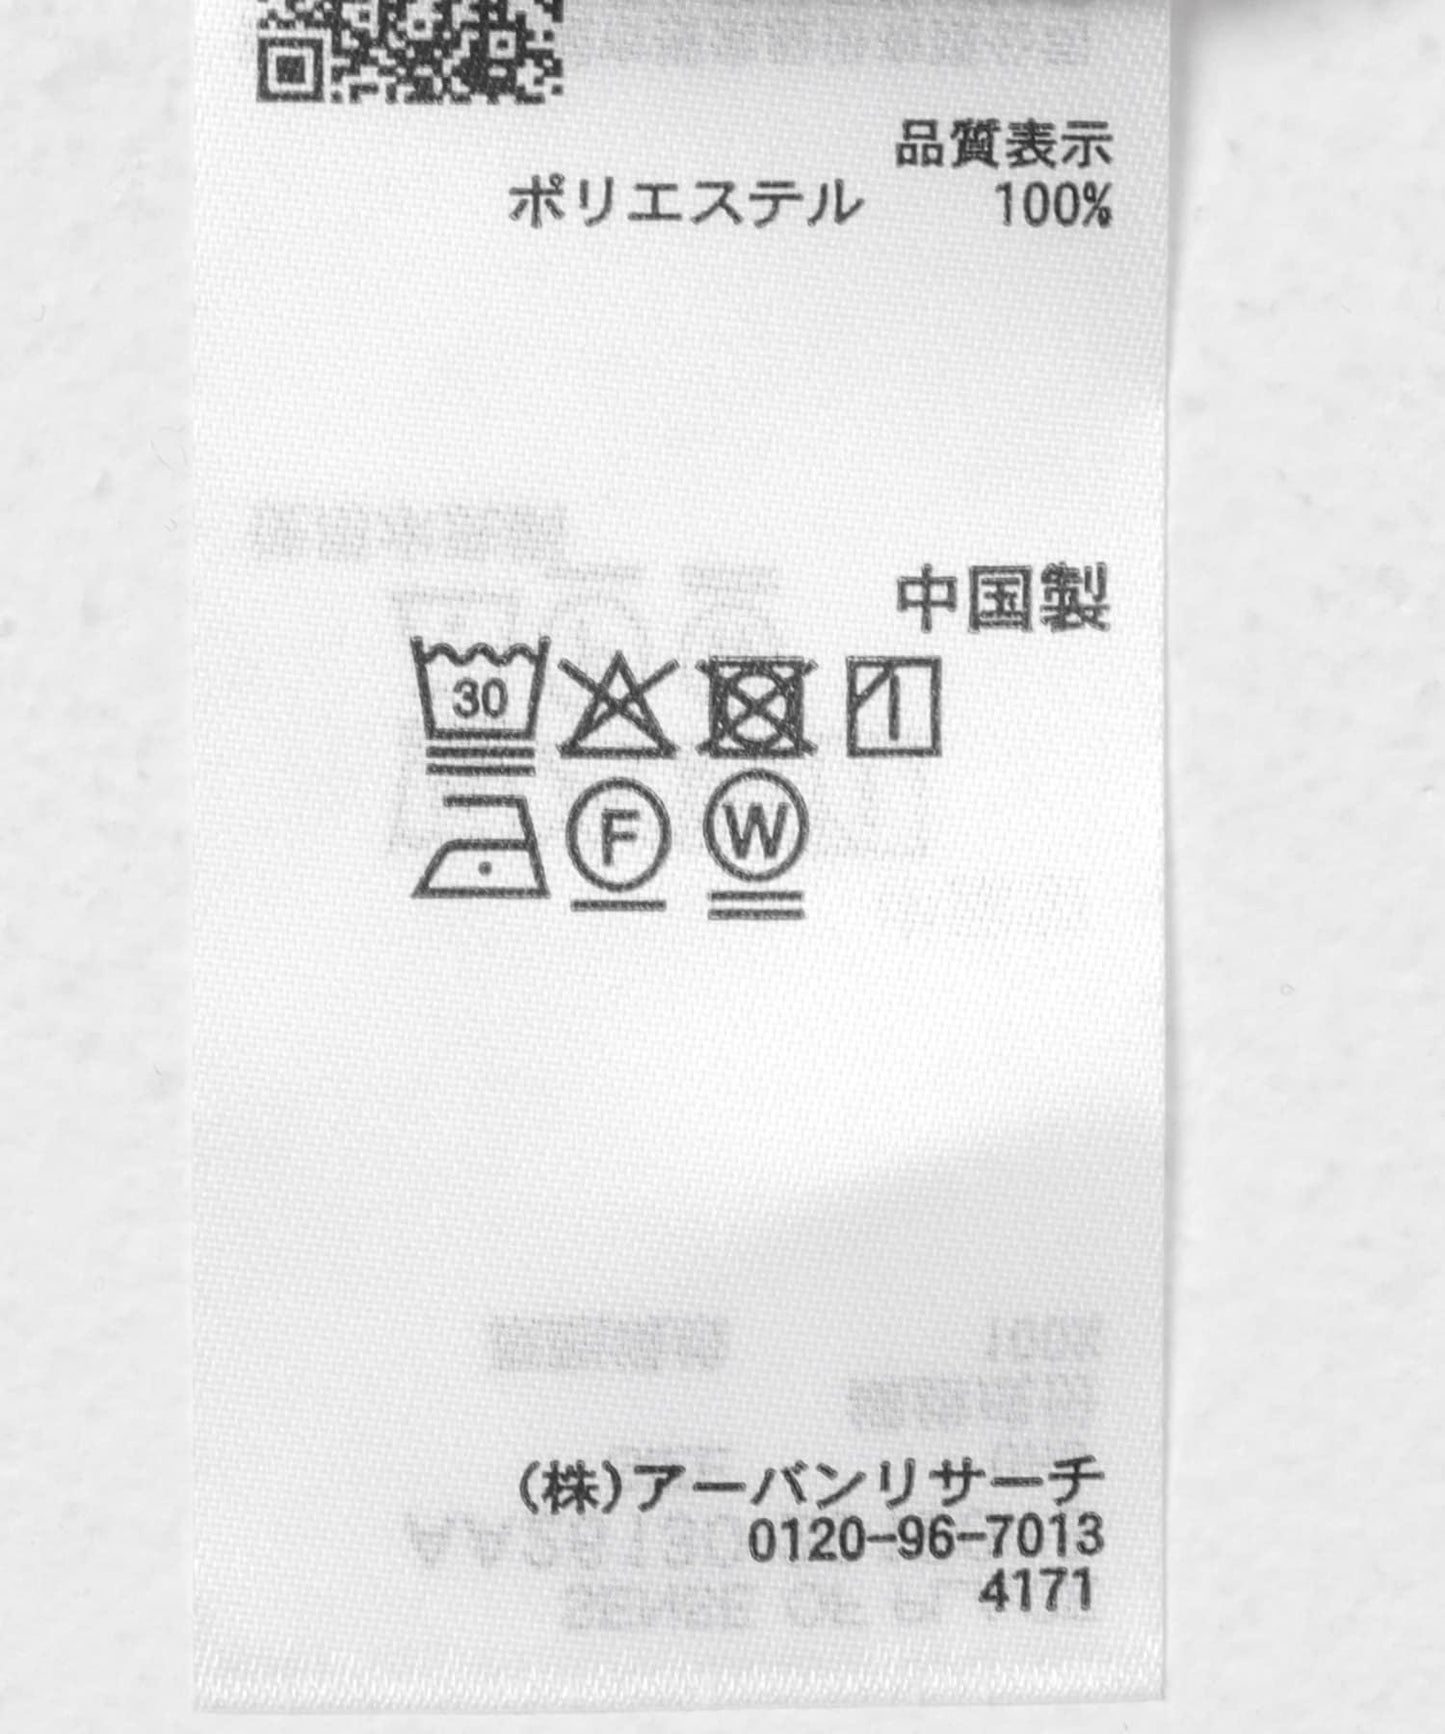 品質表示
ポリエステル 100%
中国製
30
F W
(株)アーバンリサーチ
0120-96-7013
4171